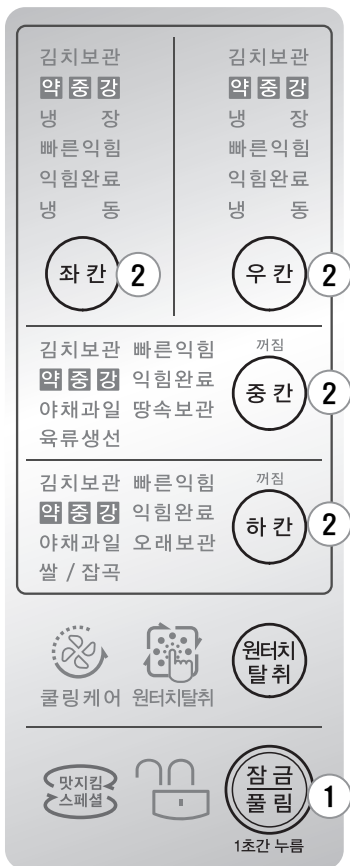 김치보관
약 중 강
냉 장
빠른익힘
익힘완료
냉 동
좌 칸 2
김치보관
약 중 강
냉 장
빠른익힘
익힘완료
냉 동
우 칸 2
김치보관 빠른익힘
약 중 강 익힘완료
야채과일 땅속보관
육류생선
꺼짐
중 칸 2
김치보관 빠른익힘
약 중 강 익힘완료
야채과일 오래보관
쌀 / 잡곡
꺼짐
하 칸 2
쿨링케어
원터치탈취
원터치
탈 취
맛지킴
스페셜
잠 금
풀 림 1
1초간 누름